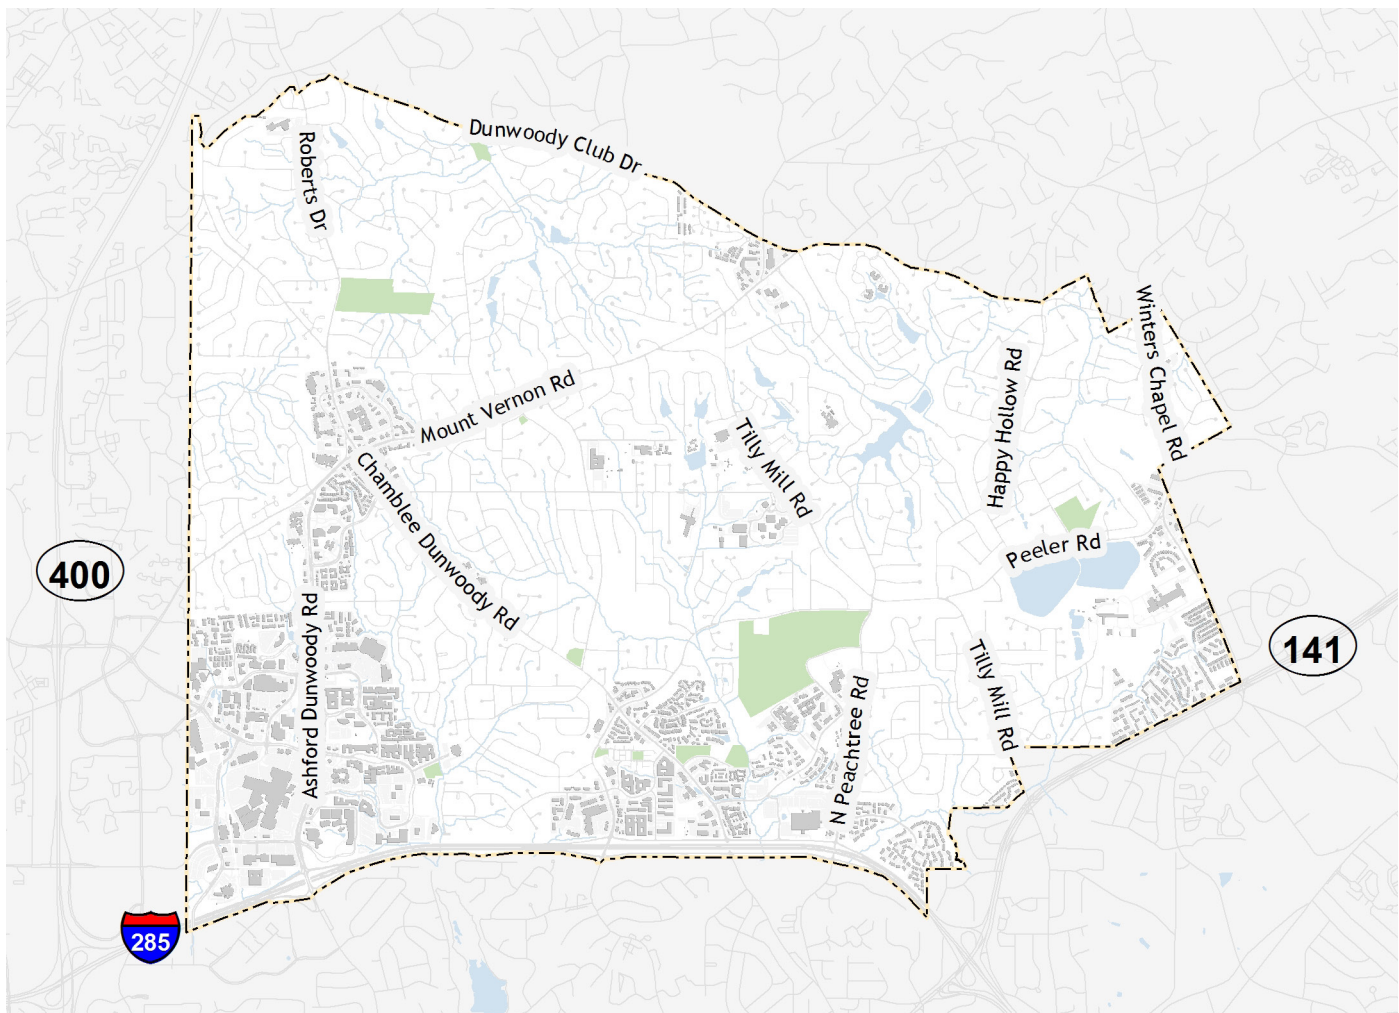 Dunwoody Club Dr
Roberts Dr
Winters Chapel Rd
Happy Hollow Rd
Mount Vernon Rd
Tilly Mill Rd
Chamblee Dunwoody Rd
Peeler Rd
400
Ashford Dunwoody Rd
141
Tilly Mill Rd
N Peachtree Rd
285